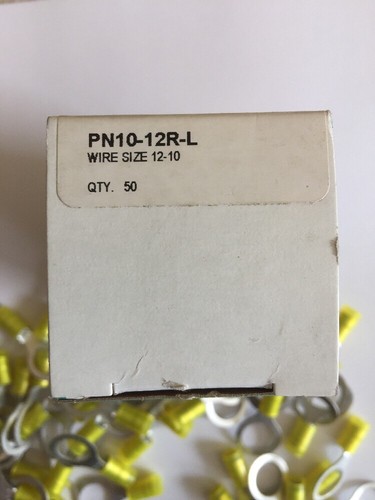 PN10-12R-L
WIRE SIZE 12-10
QTY. 50